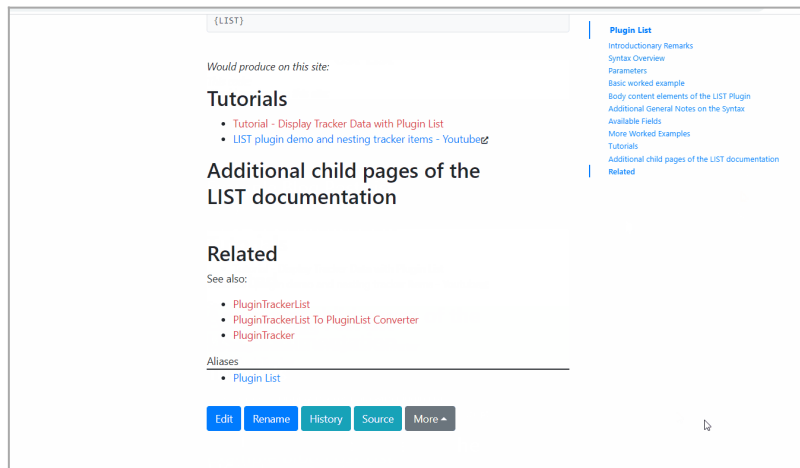 {LIST}
Would produce on this site:
Tutorials
Tutorial - Display Tracker Data with Plugin List
LIST plugin demo and nesting tracker items - Youtube
Additional child pages of the
LIST documentation
Related
See also:
PluginTrackerList
PluginTrackerList To PluginList Converter
PluginTracker
Aliases
Plugin List
Edit
Rename
History
Source
More
Plugin List
Introductionary Remarks
Syntax Overview
Parameters
Basic worked example
Body content elements of the LIST Plugin
Additional General Notes on the Syntax
Available Fields
More Worked Examples
Tutorials
Additional child pages of the LIST documentation
Related